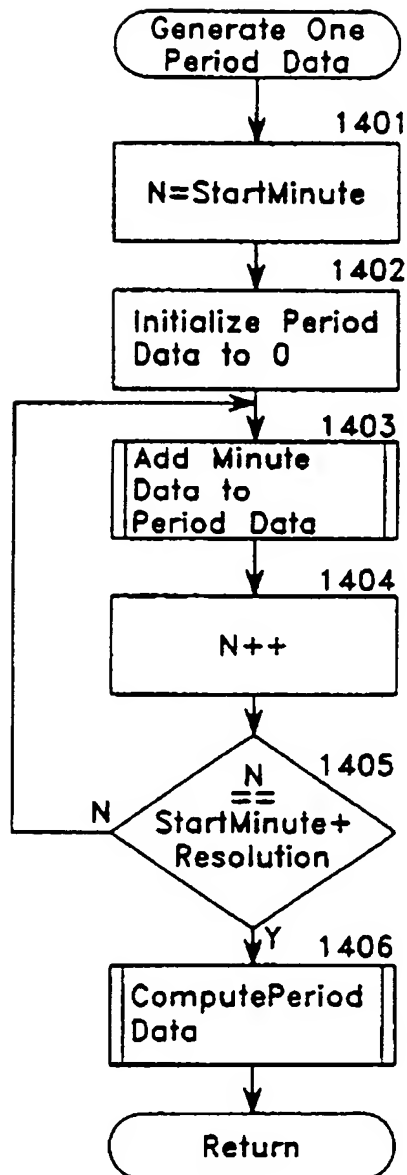 Generate One
Period Data
1401
N=StartMinute
1402
Initialize Period
Data to 0
1403
Add Minute
Data to
Period Data
1404
N++
1405
N
==
StartMinute+
Resolution
N
Y
1406
ComputePeriod
Data
Return